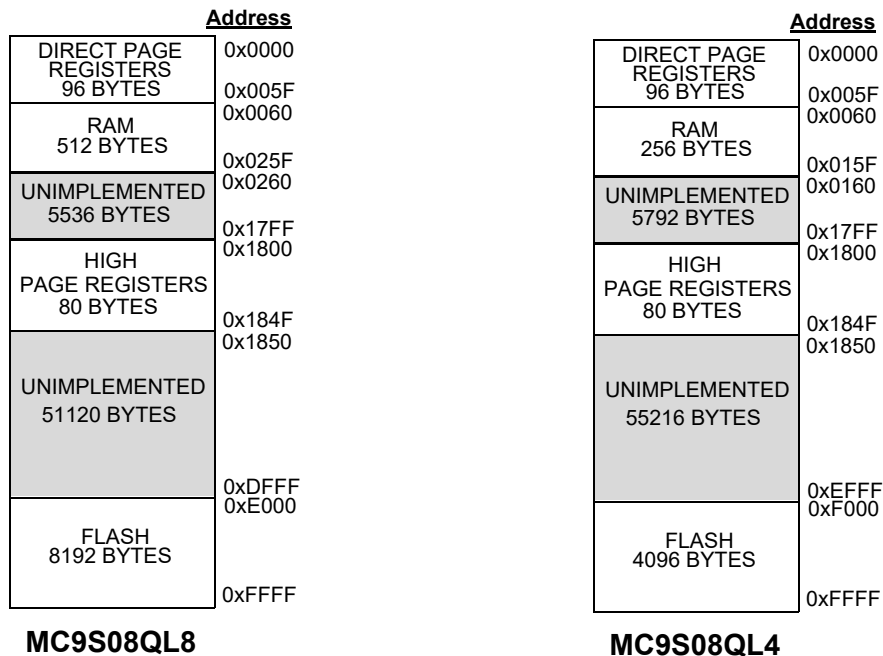 Address
DIRECT PAGE
REGISTERS
96 BYTES
0x0000
0x005F
RAM
512 BYTES
0x0060
0x025F
UNIMPLEMENTED
5536 BYTES
0x0260
0x17FF
HIGH
PAGE REGISTERS
80 BYTES
0x1800
0x184F
UNIMPLEMENTED
51120 BYTES
0x1850
0xDFFF
FLASH
8192 BYTES
0xE000
0xFFFF
MC9S08QL8
Address
DIRECT PAGE
REGISTERS
96 BYTES
0x0000
0x005F
RAM
256 BYTES
0x0060
0x015F
UNIMPLEMENTED
5792 BYTES
0x0160
0x17FF
HIGH
PAGE REGISTERS
80 BYTES
0x1800
0x184F
UNIMPLEMENTED
55216 BYTES
0x1850
0xEFFF
FLASH
4096 BYTES
0xF000
0xFFFF
MC9S08QL4